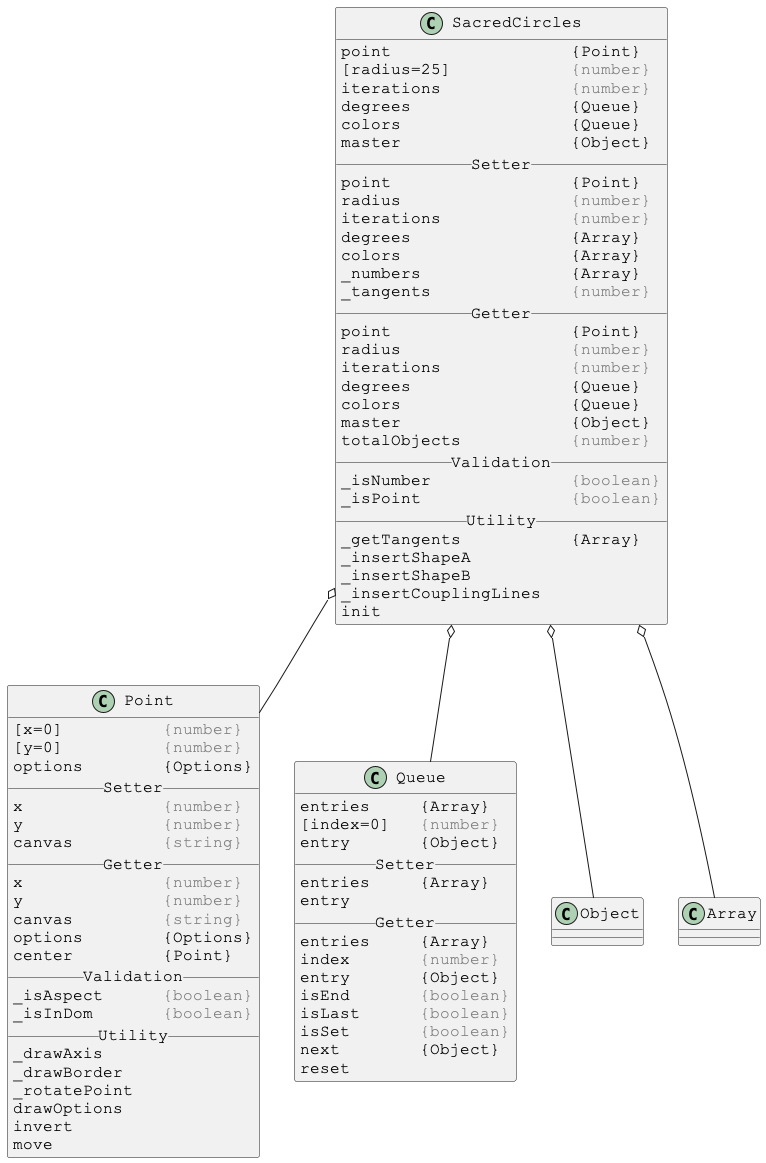 C SacredCircles
point {Point}
[radius=25] {number}
iterations {number}
degrees {Queue}
colors {Queue}
master {Object}
Setter
point {Point}
radius {number}
iterations {number}
degrees {Array}
colors {Array}
_numbers {Array}
_tangents {number}
Getter
point {Point}
radius {number}
iterations {number}
degrees {Queue}
colors {Queue}
master {Object}
totalObjects {number}
Validation
_isNumber {boolean}
_isPoint {boolean}
Utility
_getTangents {Array}
_insertShapeA
_insertShapeB
_insertCouplingLines
init
C Point
[x=0] {number}
[y=0] {number}
options {Options}
Setter
x {number}
y {number}
canvas {string}
Getter
x {number}
y {number}
canvas {string}
options {Options}
center {Point}
Validation
_isAspect {boolean}
_isInDom {boolean}
Utility
_drawAxis
_drawBorder
_rotatePoint
drawOptions
invert
move
C Queue
entries {Array}
[index=0] {number}
entry {Object}
Setter
entries {Array}
entry
Getter
entries {Array}
index {number}
entry {Object}
isEnd {boolean}
isLast {boolean}
isSet {boolean}
next {Object}
reset
C Object
C Array